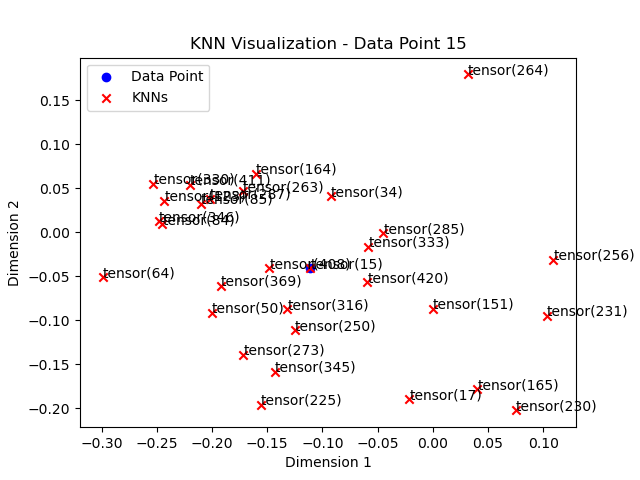 KNN Visualization - Data Point 15
Data Point
KNNs
tensor(264)
tensor(164)
tensor(330)
tensor(411)
tensor(263)
tensor(287)
tensor(34)
tensor(85)
tensor(346)
tensor(84)
tensor(285)
tensor(333)
tensor(256)
tensor(408)
tensor(15)
tensor(64)
tensor(369)
tensor(420)
tensor(50)
tensor(316)
tensor(151)
tensor(231)
tensor(250)
tensor(273)
tensor(345)
tensor(165)
tensor(17)
tensor(225)
tensor(230)
0.15
0.10
0.05
0.00
−0.05
−0.10
−0.15
−0.20
Dimension 2
−0.30
−0.25
−0.20
−0.15
−0.10
−0.05
0.00
0.05
0.10
Dimension 1